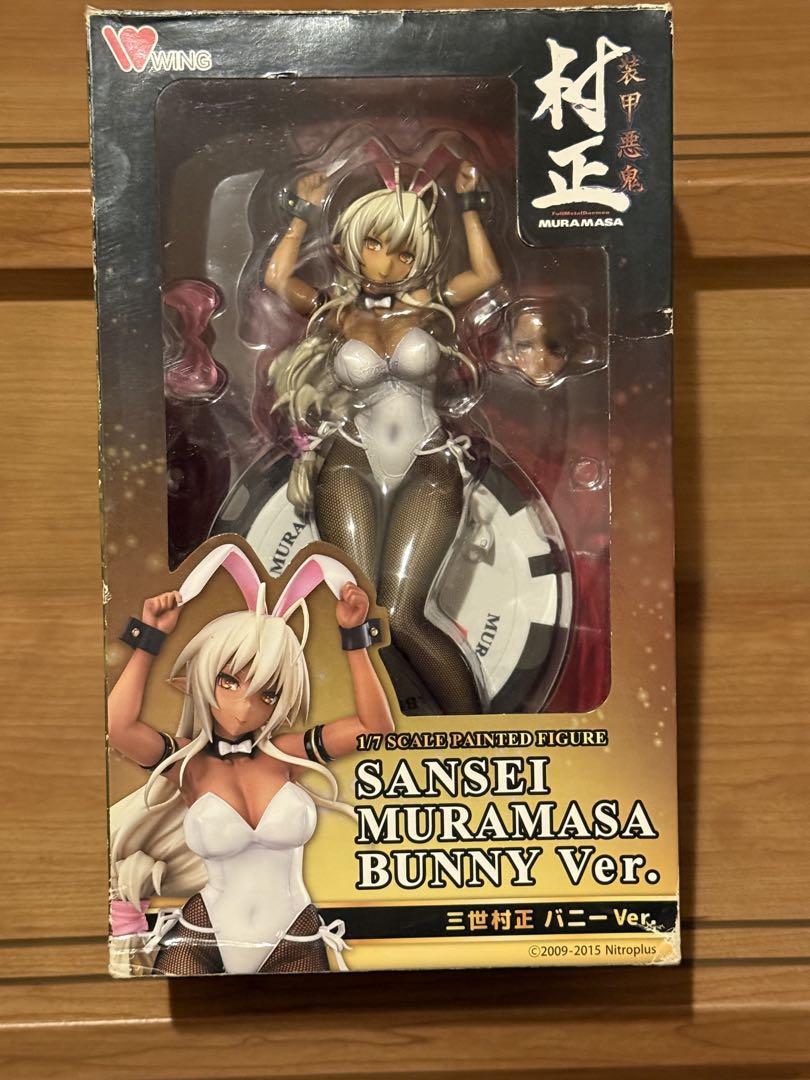 WING
装甲悪鬼
村正
FullMetalDaemon
MURAMASA
MURA
MUR
1/7 SCALE PAINTED FIGURE
SANSEI
MURAMASA
BUNNY Ver.
三世村正 バニーVer.
©2009-2015 Nitroplus